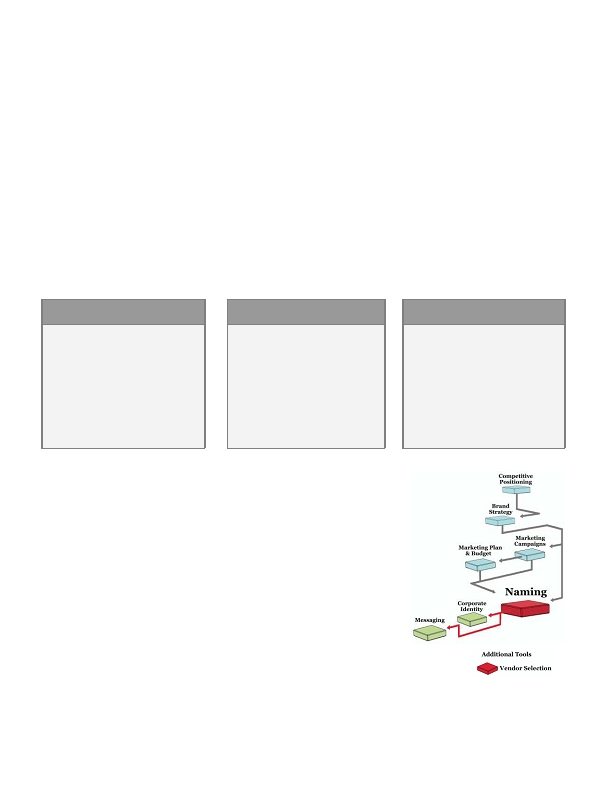 Competitive
Positioning
Brand
Strategy
Marketing
Campaigns
Marketing Plan
& Budget
Naming
Corporate
Identity
Messaging
Additional Tools
Vendor Selection